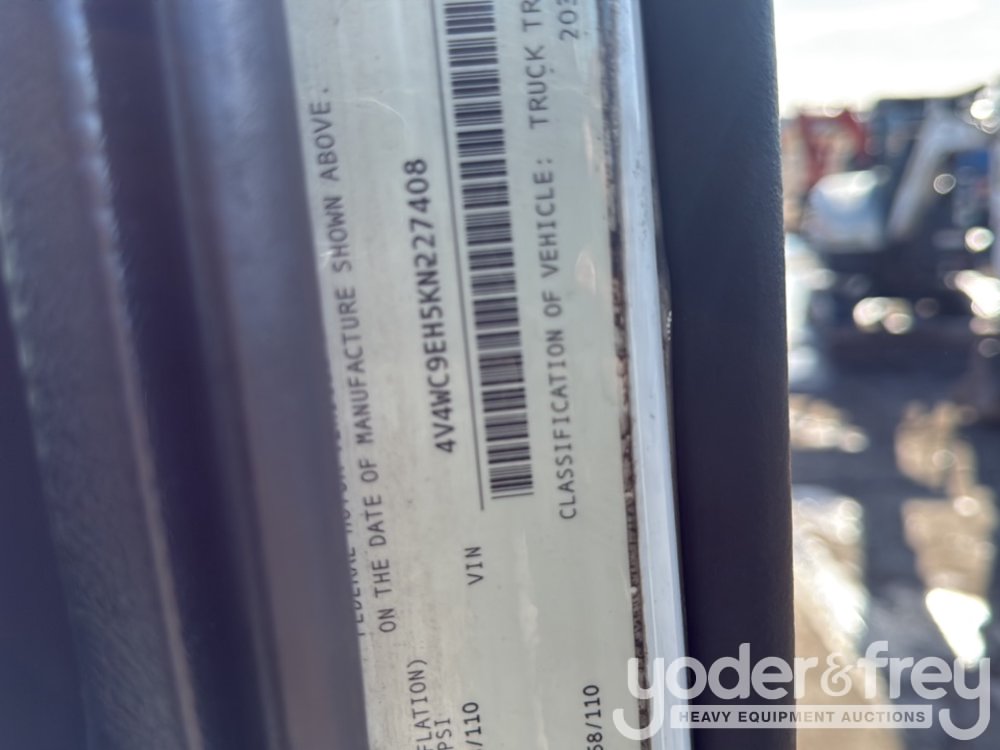 ON THE DATE OF MANUFACTURE SHOWN ABOVE.
4V4WC9EH5KN227408
VIN
CLASSIFICATION OF VEHICLE: TRUCK TR
203
FLATION)
PSI
/110
58/110
yoder&frey
HEAVY EQUIPMENT AUCTIONS